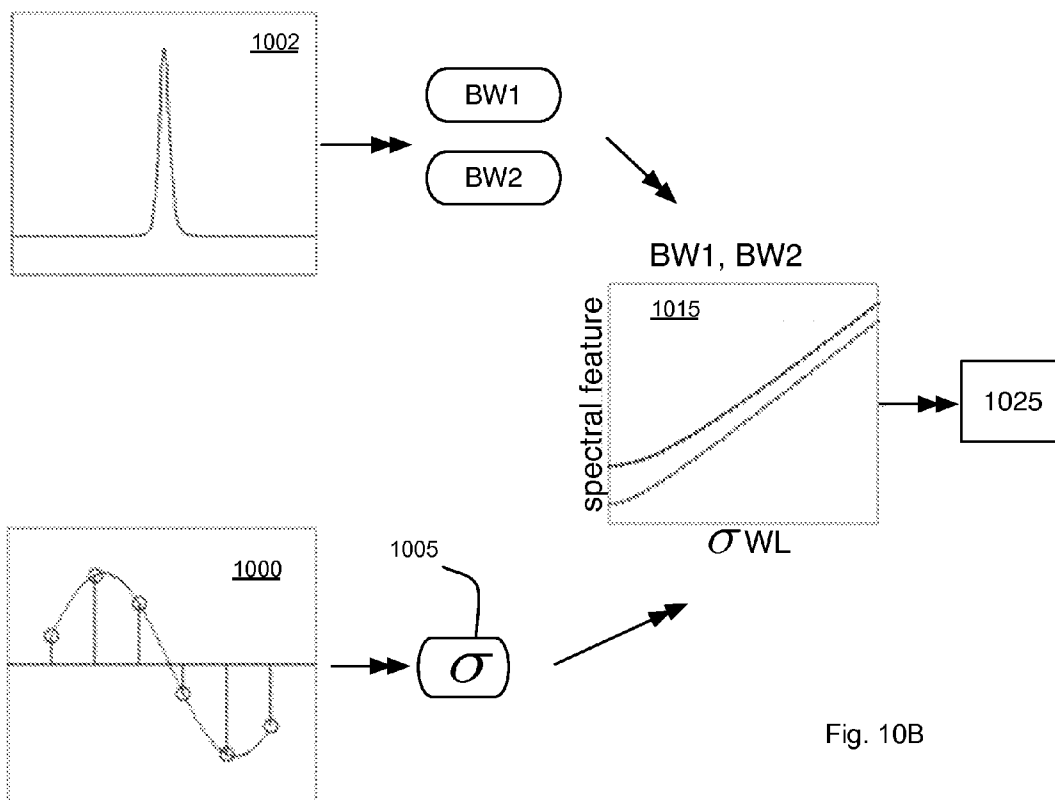 1002
BW1
BW2
BW1, BW2
spectral feature
1015
1025
σ WL
1000
1005
σ
Fig. 10B